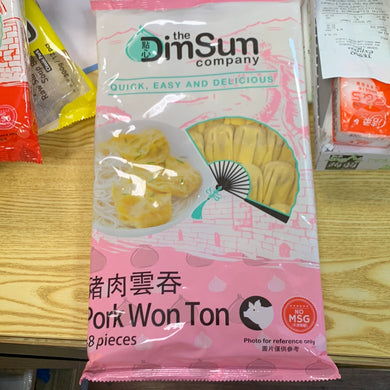 the
點心
DimSum
company
QUICK, EASY AND DELICIOUS
豬肉雲吞
Pork Won Ton
8 pieces
NO
MSG
Photo for reference only
圖片僅供參考